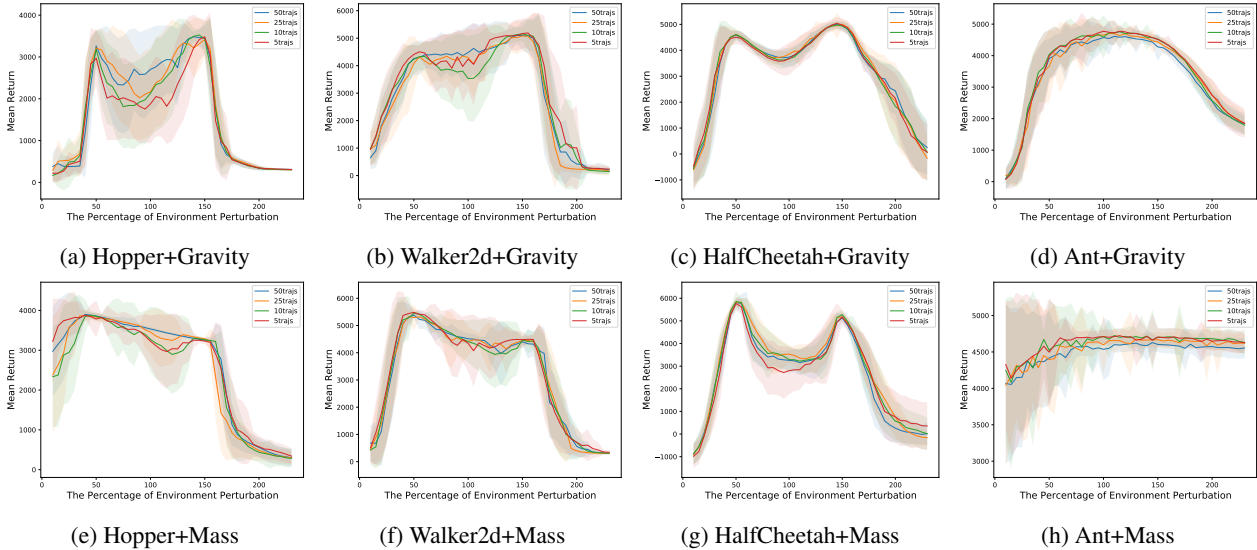 50trajs
25trajs
10trajs
5trajs
4000
3000
2000
1000
0
Mean Return
0 50 100 150 200
The Percentage of Environment Perturbation
(a) Hopper+Gravity
50trajs
25trajs
10trajs
5trajs
6000
5000
4000
3000
2000
1000
0
Mean Return
0 50 100 150 200
The Percentage of Environment Perturbation
(b) Walker2d+Gravity
50trajs
25trajs
10trajs
5trajs
6000
5000
4000
3000
2000
1000
0
−1000
Mean Return
0 50 100 150 200
The Percentage of Environment Perturbation
(c) HalfCheetah+Gravity
50trajs
25trajs
10trajs
5trajs
5000
4000
3000
2000
1000
0
Mean Return
0 50 100 150 200
The Percentage of Environment Perturbation
(d) Ant+Gravity
50trajs
25trajs
10trajs
5trajs
4000
3000
2000
1000
0
Mean Return
0 50 100 150 200
The Percentage of Environment Perturbation
(e) Hopper+Mass
50trajs
25trajs
10trajs
5trajs
6000
5000
4000
3000
2000
1000
0
Mean Return
0 50 100 150 200
The Percentage of Environment Perturbation
(f) Walker2d+Mass
50trajs
25trajs
10trajs
5trajs
6000
5000
4000
3000
2000
1000
0
−1000
Mean Return
0 50 100 150 200
The Percentage of Environment Perturbation
(g) HalfCheetah+Mass
50trajs
25trajs
10trajs
5trajs
5000
4500
4000
3500
3000
Mean Return
0 50 100 150 200
The Percentage of Environment Perturbation
(h) Ant+Mass